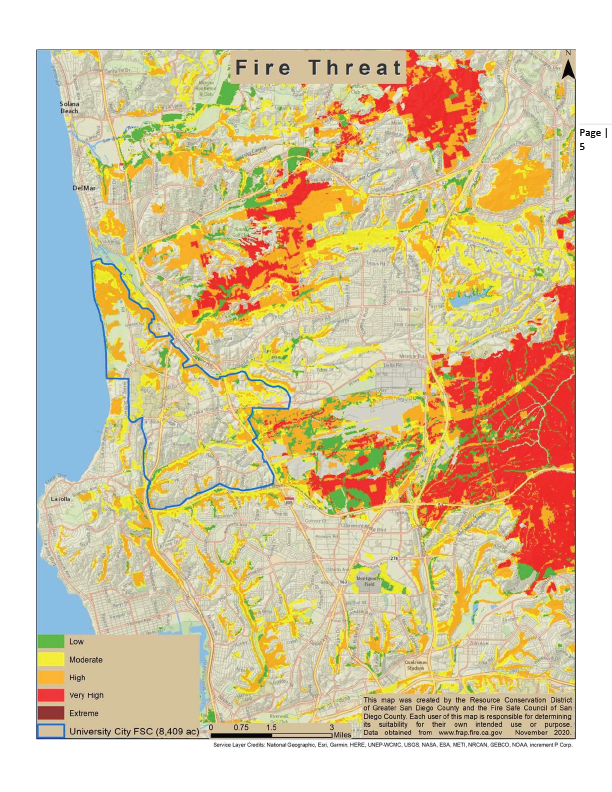 Fire Threat
N
Page |
5
Solana
Beach
Del Mar
La Jolla
Montgomery
Field
Qualcomm
Stadium
Low
Moderate
High
Very High
Extreme
University City FSC (8,409 ac)
0 0.75 1.5 3
Miles
This map was created by the Resource Conservation District
of Greater San Diego County and the Fire Safe Council of San
Diego County. Each user of this map is responsible for determining
its suitability for their own intended use or purpose.
Data obtained from www.frap.fire.ca.gov November 2020.
Service Layer Credits: National Geographic, Esri, Garmin, HERE, UNEP-WCMC, USGS, NASA, ESA, METI, NRCAN, GEBCO, NOAA, increment P Corp.